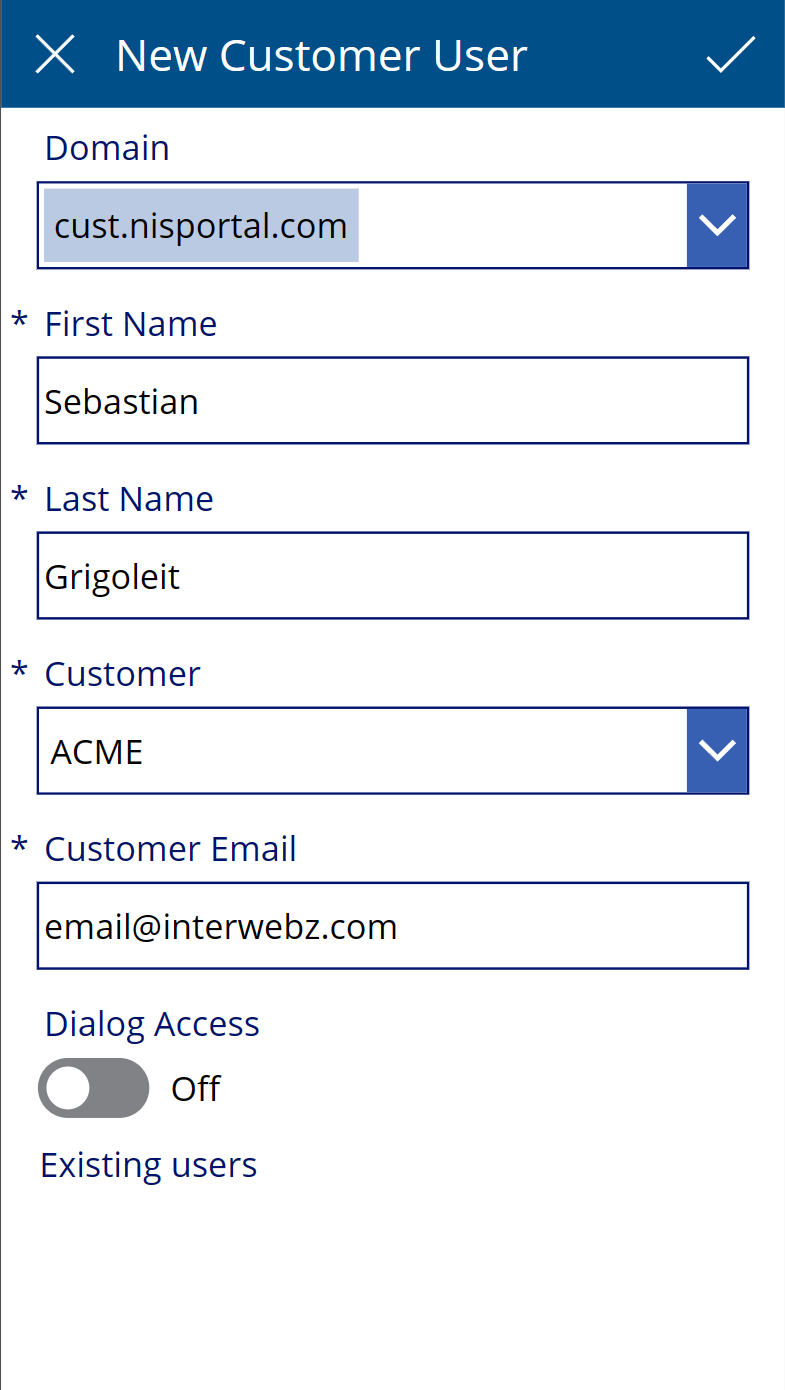 New Customer User
Domain
cust.nisportal.com
* First Name
Sebastian
* Last Name
Grigoleit
* Customer
ACME
* Customer Email
email@interwebz.com
Dialog Access
Off
Existing users